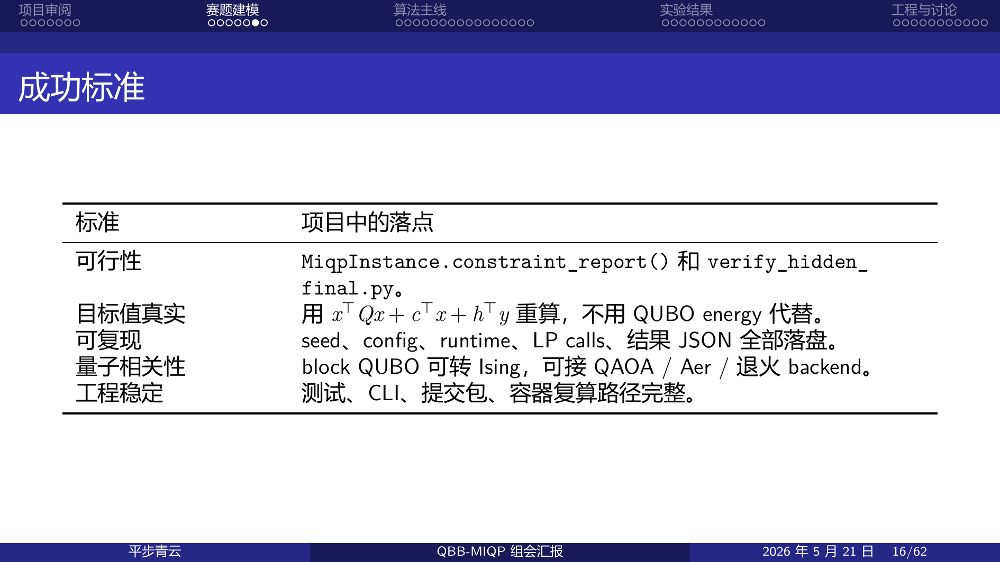 项目审阅 赛题建模 算法主线 实验结果 工程与讨论
成功标准
标准 项目中的落点
可行性 MiqpInstance.constraint_report() 和 verify_hidden_
final.py。
目标值真实 用 x⊤Qx + c⊤x + h⊤y 重算，不用 QUBO energy 代替。
可复现 seed、config、runtime、LP calls、结果 JSON 全部落盘。
量子相关性 block QUBO 可转 Ising，可接 QAOA / Aer / 退火 backend。
工程稳定 测试、CLI、提交包、容器复算路径完整。
平步青云 QBB-MIQP 组会汇报 2026 年 5 月 21 日 16/62